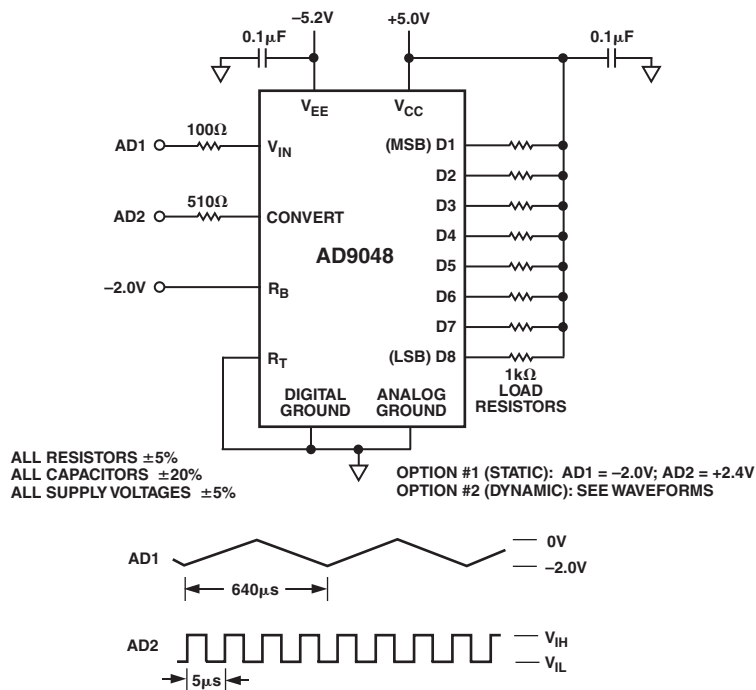 –5.2V
+5.0V
0.1μF
0.1μF
VEE
VCC
AD1
100Ω
VIN
(MSB) D1
D2
AD2
510Ω
CONVERT
D3
D4
AD9048
D5
–2.0V
RB
D6
D7
RT
(LSB) D8
1kΩ
LOAD
RESISTORS
DIGITAL
GROUND
ANALOG
GROUND
ALL RESISTORS ±5%
ALL CAPACITORS ±20%
ALL SUPPLY VOLTAGES ±5%
OPTION #1 (STATIC): AD1 = –2.0V; AD2 = +2.4V
OPTION #2 (DYNAMIC): SEE WAVEFORMS
AD1
0V
–2.0V
640μs
AD2
VIH
VIL
5μs